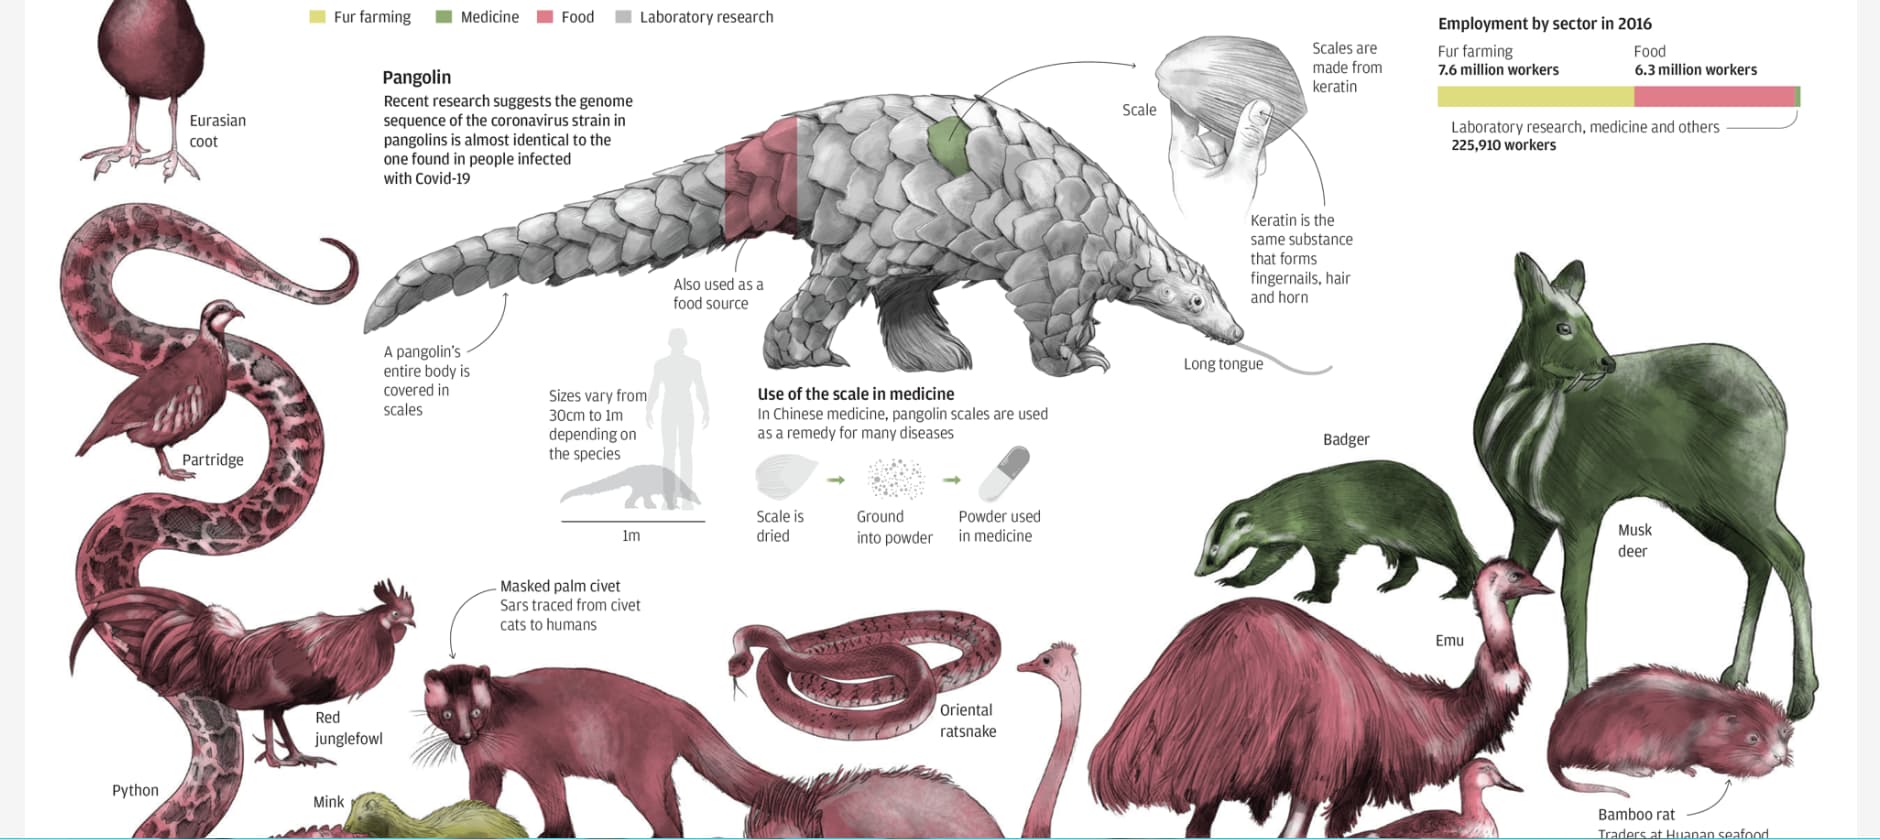 Fur farming
Medicine
Food
Laboratory research
Employment by sector in 2016
Fur farming
7.6 million workers
Food
6.3 million workers
Laboratory research, medicine and others
225,910 workers
Eurasian
coot
Pangolin
Recent research suggests the genome
sequence of the coronavirus strain in
pangolins is almost identical to the
one found in people infected
with Covid-19
Scale
Scales are
made from
keratin
Keratin is the
same substance
that forms
fingernails, hair
and horn
Also used as a
food source
A pangolin's
entire body is
covered in
scales
Long tongue
Sizes vary from
30cm to 1m
depending on
the species
1m
Use of the scale in medicine
In Chinese medicine, pangolin scales are used
as a remedy for many diseases
Scale is
dried
Ground
into powder
Powder used
in medicine
Partridge
Badger
Musk
deer
Masked palm civet
Sars traced from civet
cats to humans
Emu
Oriental
ratsnake
Red
junglefowl
Python
Mink
Bamboo rat
Traders at Huanan seafood